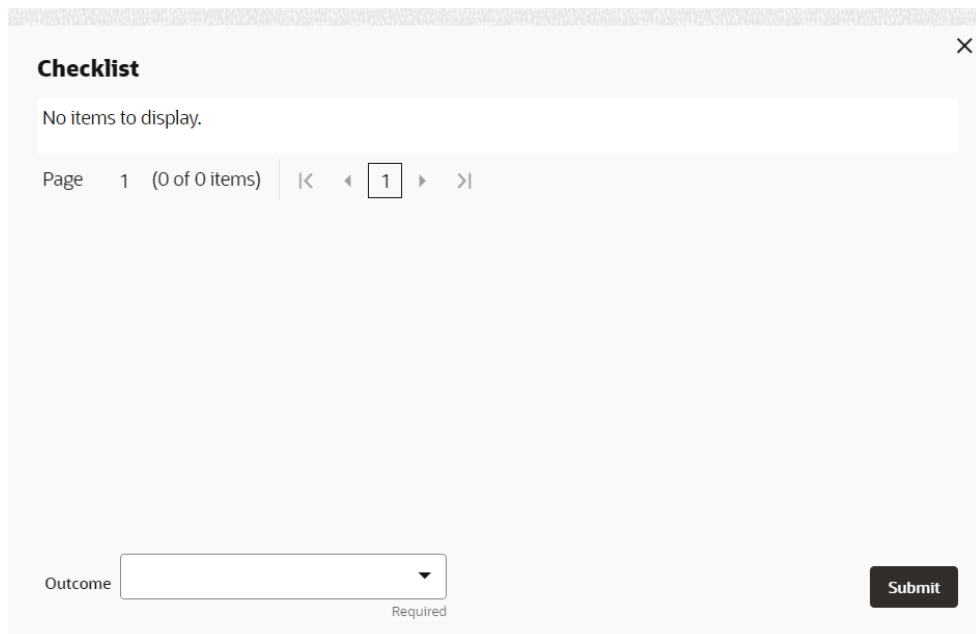 Checklist
No items to display.
Page 1 (0 of 0 items) 1
Outcome
Required
Submit